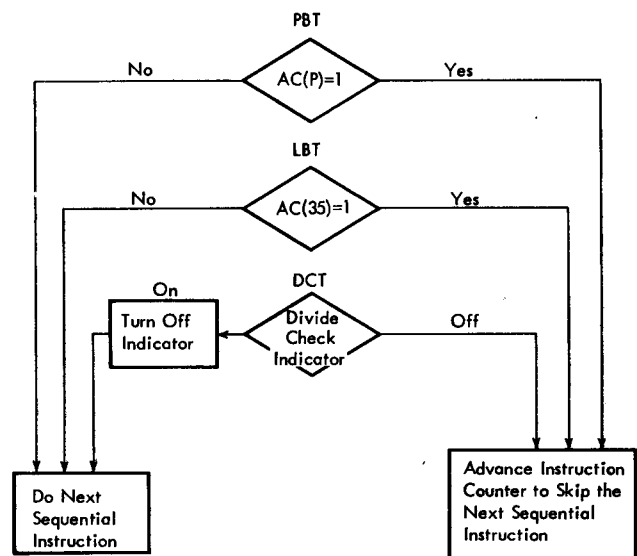 PBT
No
AC(P)=1
Yes
LBT
No
AC(35)=1
Yes
DCT
On
Turn Off
Indicator
Divide
Check
Indicator
Off
Do Next
Sequential
Instruction
Advance Instruction
Counter to Skip the
Next Sequential
Instruction